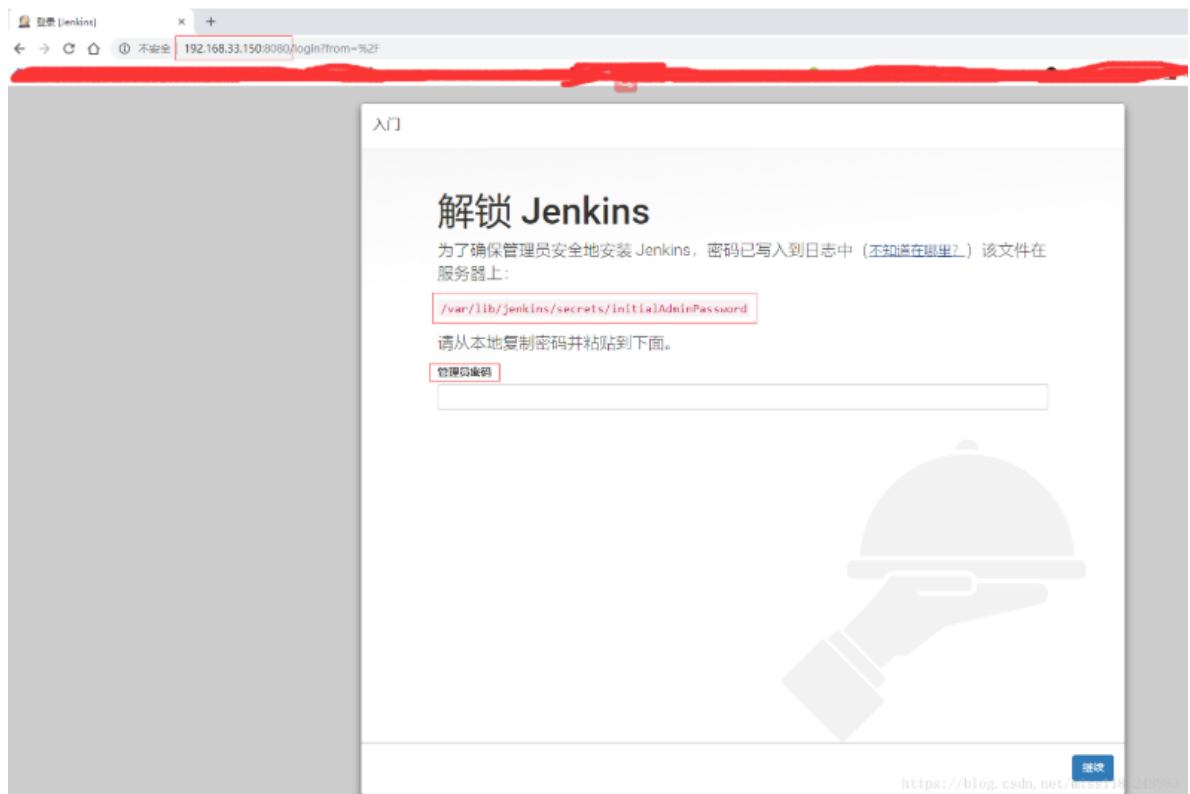 登录 [Jenkins]
不安全 192.168.33.150:8080/login?from=%2F
入门
解锁 Jenkins
为了确保管理员安全地安装 Jenkins，密码已写入到日志中（不知道在哪里？）该文件在
服务器上：
/var/lib/jenkins/secrets/initialAdminPassword
请从本地复制密码并粘贴到下面。
管理员密码
继续